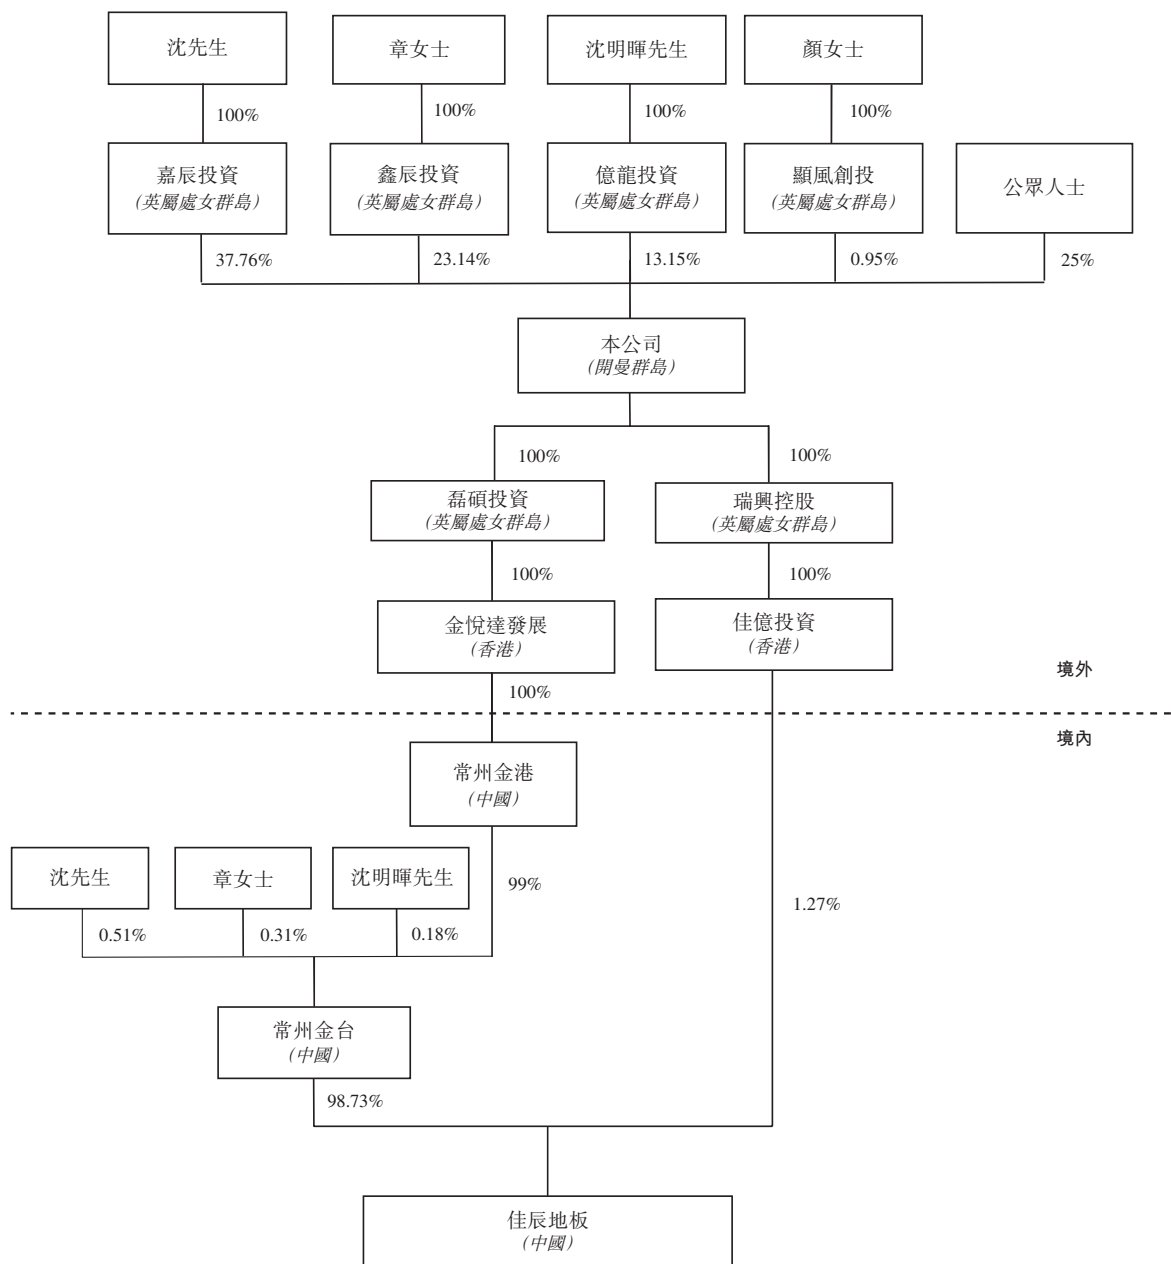 沈先生
章女士
沈明暉先生
顏女士
100%
100%
100%
100%
嘉辰投資
(英屬處女群島)
鑫辰投資
(英屬處女群島)
億龍投資
(英屬處女群島)
顯風創投
(英屬處女群島)
公眾人士
37.76%
23.14%
13.15%
0.95%
25%
本公司
(開曼群島)
100%
100%
磊碩投資
(英屬處女群島)
瑞興控股
(英屬處女群島)
100%
100%
金悅達發展
(香港)
佳億投資
(香港)
境外
100%
境內
常州金港
(中國)
沈先生
章女士
沈明暉先生
99%
1.27%
0.51%
0.31%
0.18%
常州金台
(中國)
98.73%
佳辰地板
(中國)